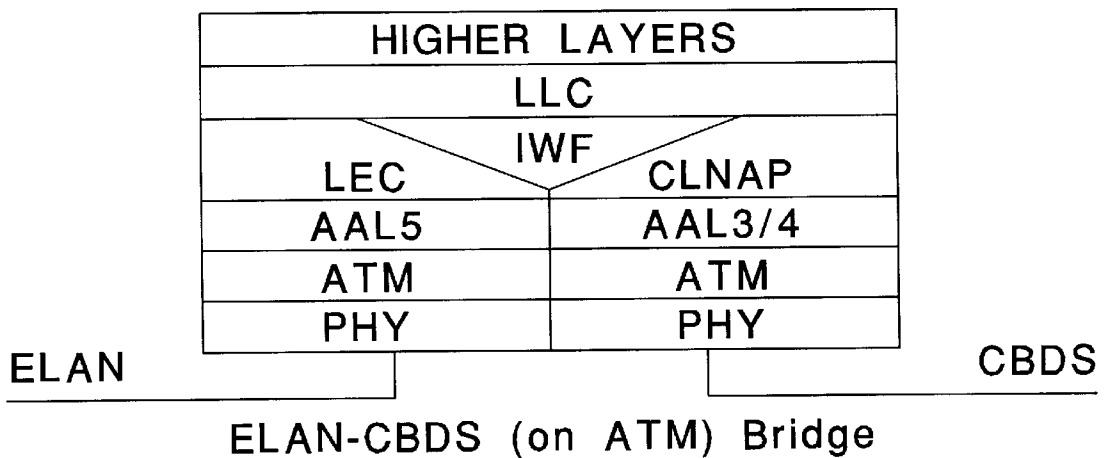 HIGHER LAYERS
LLC
IWF
LEC CLNAP
AAL5 AAL3/4
ATM ATM
PHY PHY
ELAN CBDS
ELAN-CBDS (on ATM) Bridge